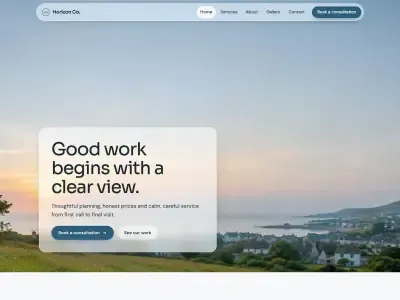 Horizon Co.
Home Services About Gallery Contact Book a consultation
Good work
begins with a
clear view.
Thoughtful planning, honest prices and calm, careful service
from first call to final visit.
Book a consultation → See our work